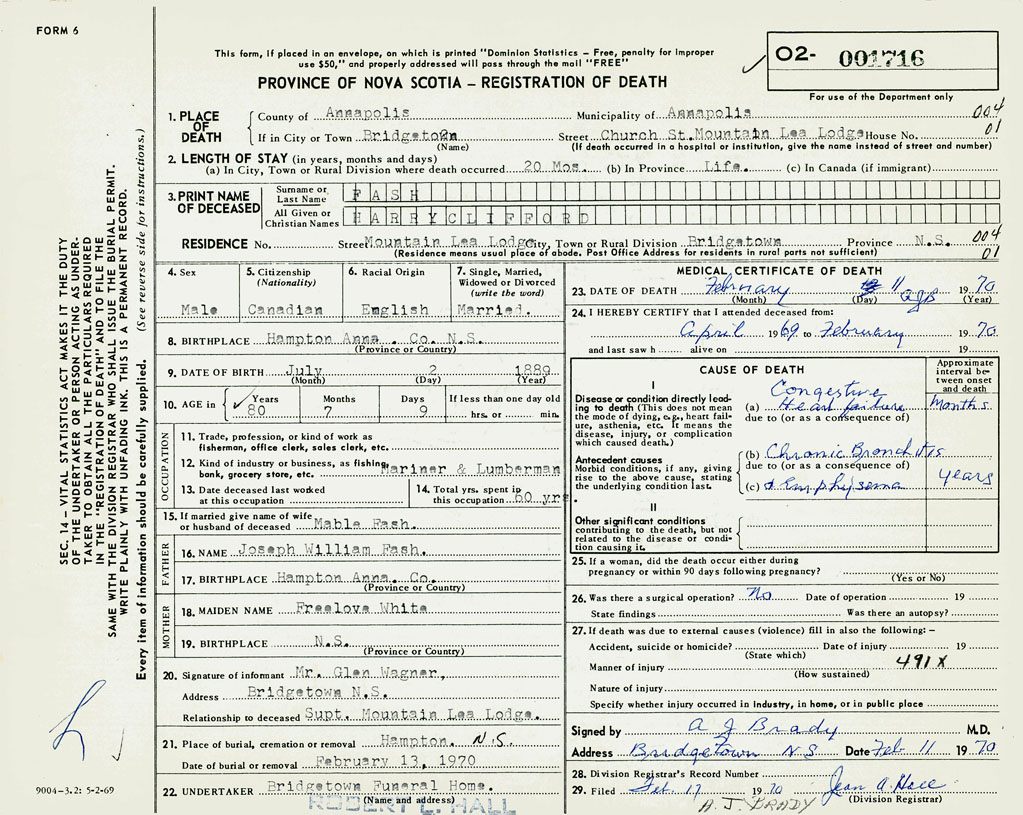 FORM 6
This form, if placed in an envelope, on which is printed "Dominion Statistics – Free, penalty for improper
use $50," and properly addressed will pass through the mail "FREE"
PROVINCE OF NOVA SCOTIA – REGISTRATION OF DEATH
O2- 001716
For use of the Department only
1. PLACE OF DEATH
County of Annapolis Municipality of Annapolis 004
If in City or Town Bridgetown Street Church St. Mountain Lea Lodge House No. 01
(Name) (If death occurred in a hospital or institution, give the name instead of street and number)
2. LENGTH OF STAY (in years, months and days)
(a) In City, Town or Rural Division where death occurred 20 Mos. (b) In Province Life. (c) In Canada (if immigrant)
3. PRINT NAME OF DECEASED
Surname or Last Name FASH
All Given or Christian Names HARRY CLIFFORD
RESIDENCE No. Street Mountain Lea Lodge City, Town or Rural Division Bridgetown Province N.S. 004
(Residence means usual place of abode. Post Office Address for residents in rural parts not sufficient) 01
4. Sex
Male
5. Citizenship
(Nationality)
Canadian
6. Racial Origin
English
7. Single, Married,
Widowed or Divorced
(write the word)
Married.
8. BIRTHPLACE Hampton Anna. Co. N.S.
(Province or Country)
9. DATE OF BIRTH July 2 1889
(Month) (Day) (Year)
10. AGE in
Years Months Days If less than one day old
80 7 9 hrs. or min.
OCCUPATION
11. Trade, profession, or kind of work as
fisherman, office clerk, sales clerk, etc.
12. Kind of industry or business, as fishing,
bank, grocery store, etc. Mariner & Lumberman
13. Date deceased last worked
at this occupation
14. Total yrs. spent in
this occupation 60 yrs.
15. If married give name of wife
or husband of deceased Mable Fash.
FATHER
16. NAME Joseph William Fash.
17. BIRTHPLACE Hampton Anna. Co.
(Province or Country)
MOTHER
18. MAIDEN NAME Freelove White
19. BIRTHPLACE N.S.
(Province or Country)
20. Signature of informant Mr. Glen Wagner,
Address Bridgetown N.S.
Relationship to deceased Supt. Mountain Lea Lodge.
21. Place of burial, cremation or removal Hampton. N.S.
Date of burial or removal February 13, 1970
22. UNDERTAKER Bridgetown Funeral Home.
(Name and address)
ROBERT L. HALL
MEDICAL CERTIFICATE OF DEATH
23. DATE OF DEATH February 11 1970
(Month) (Day) AJB (Year)
24. I HEREBY CERTIFY that I attended deceased from:
April 1969 to February 1970
and last saw h alive on 19
CAUSE OF DEATH
Approximate interval between onset and death
I
Disease or condition directly leading to death (This does not mean the mode of dying, e.g., heart failure, asthenia, etc. It means the disease, injury, or complication which caused death.)
(a) Congestive Heart failure months
due to (or as a consequence of)
Antecedent causes
Morbid conditions, if any, giving rise to the above condition, stating the underlying condition last.
(b) Chronic Bronchitis
due to (or as a consequence of)
(c) & Emphysema years
II
Other significant conditions
contributing to the death, but not related to the disease or condition causing it.
25. If a woman, did the death occur either during
pregnancy or within 90 days following pregnancy?
(Yes or No)
26. Was there a surgical operation? No Date of operation 19
State findings Was there an autopsy?
27. If death was due to external causes (violence) fill in also the following: –
Accident, suicide or homicide? Date of injury 19
(State which)
Manner of injury 491X
(How sustained)
Nature of injury
Specify whether injury occurred in industry, in home, or in public place
Signed by A J Brady M.D.
Address Bridgetown N S Date Feb 11 1970
28. Division Registrar's Record Number
29. Filed Feb. 17 1970 Jean A. Hall
(Division Registrar)
A. J. BRADY
SEC. 14 – VITAL STATISTICS ACT MAKES IT THE DUTY
OF THE UNDERTAKER OR PERSON ACTING AS UNDER-
TAKER TO OBTAIN ALL THE PARTICULARS REQUIRED
IN THE "REGISTRATION OF DEATH" AND TO FILE THE
SAME WITH THE DIVISION REGISTRAR WHO SHALL ISSUE THE BURIAL PERMIT.
WRITE PLAINLY WITH UNFADING INK. THIS IS A PERMANENT RECORD.
Every item of information should be carefully supplied. (See reverse side for instructions.)
9004-3.2: 5-2-69